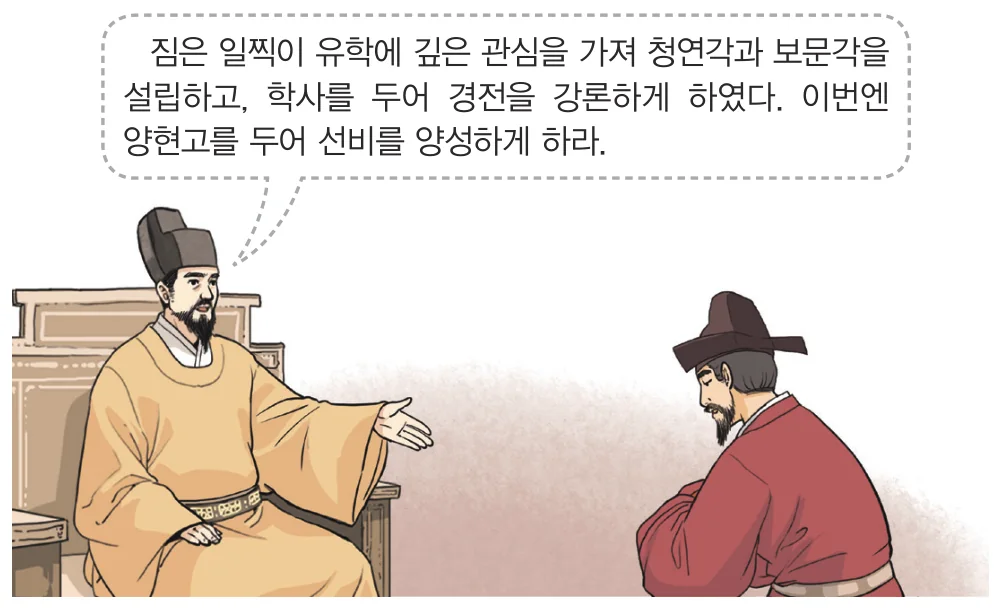 짐은 일찍이 유학에 깊은 관심을 가져 청연각과 보문각을
설립하고, 학사를 두어 경전을 강론하게 하였다. 이번엔
양현고를 두어 선비를 양성하게 하라.